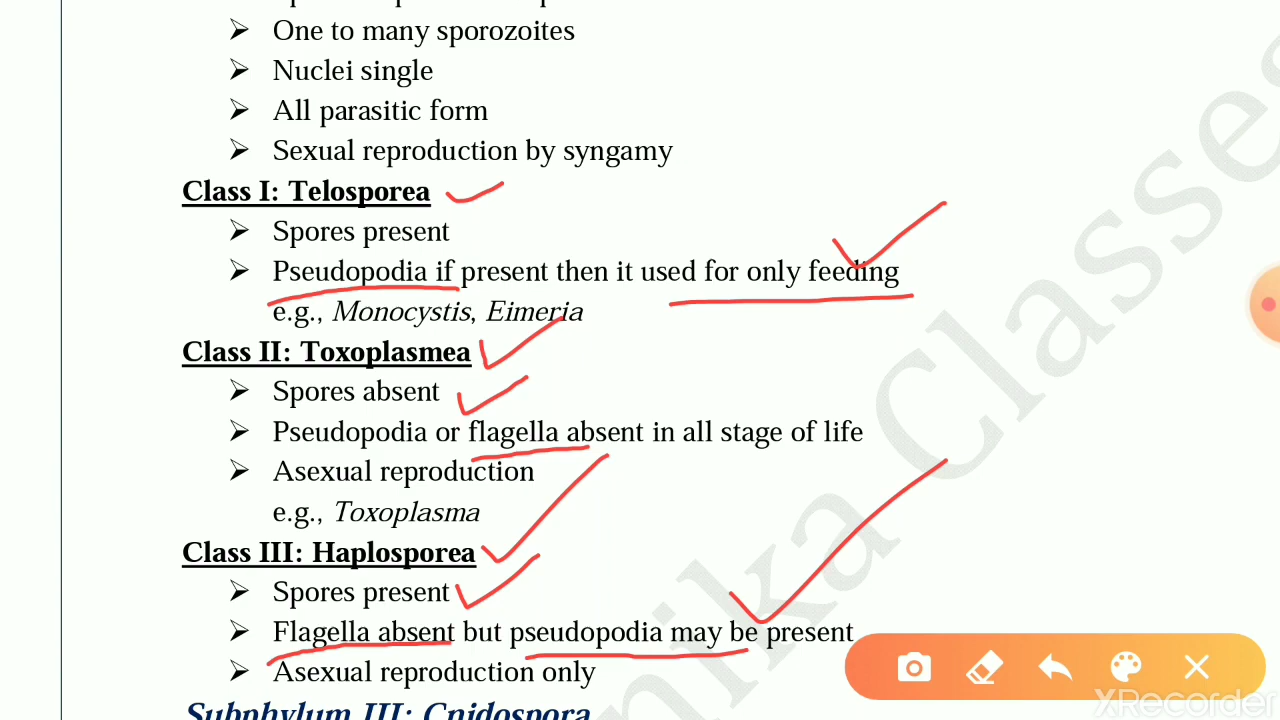 ➢ One to many sporozoites
➢ Nuclei single
➢ All parasitic form
➢ Sexual reproduction by syngamy
Class I: Telosporea
➢ Spores present
➢ Pseudopodia if present then it used for only feeding
e.g., Monocystis, Eimeria
Class II: Toxoplasmea
➢ Spores absent
➢ Pseudopodia or flagella absent in all stage of life
➢ Asexual reproduction
e.g., Toxoplasma
Class III: Haplosporea
➢ Spores present
➢ Flagella absent but pseudopodia may be present
➢ Asexual reproduction only
Subphylum III: Cnidospora
Classes
XRecorder